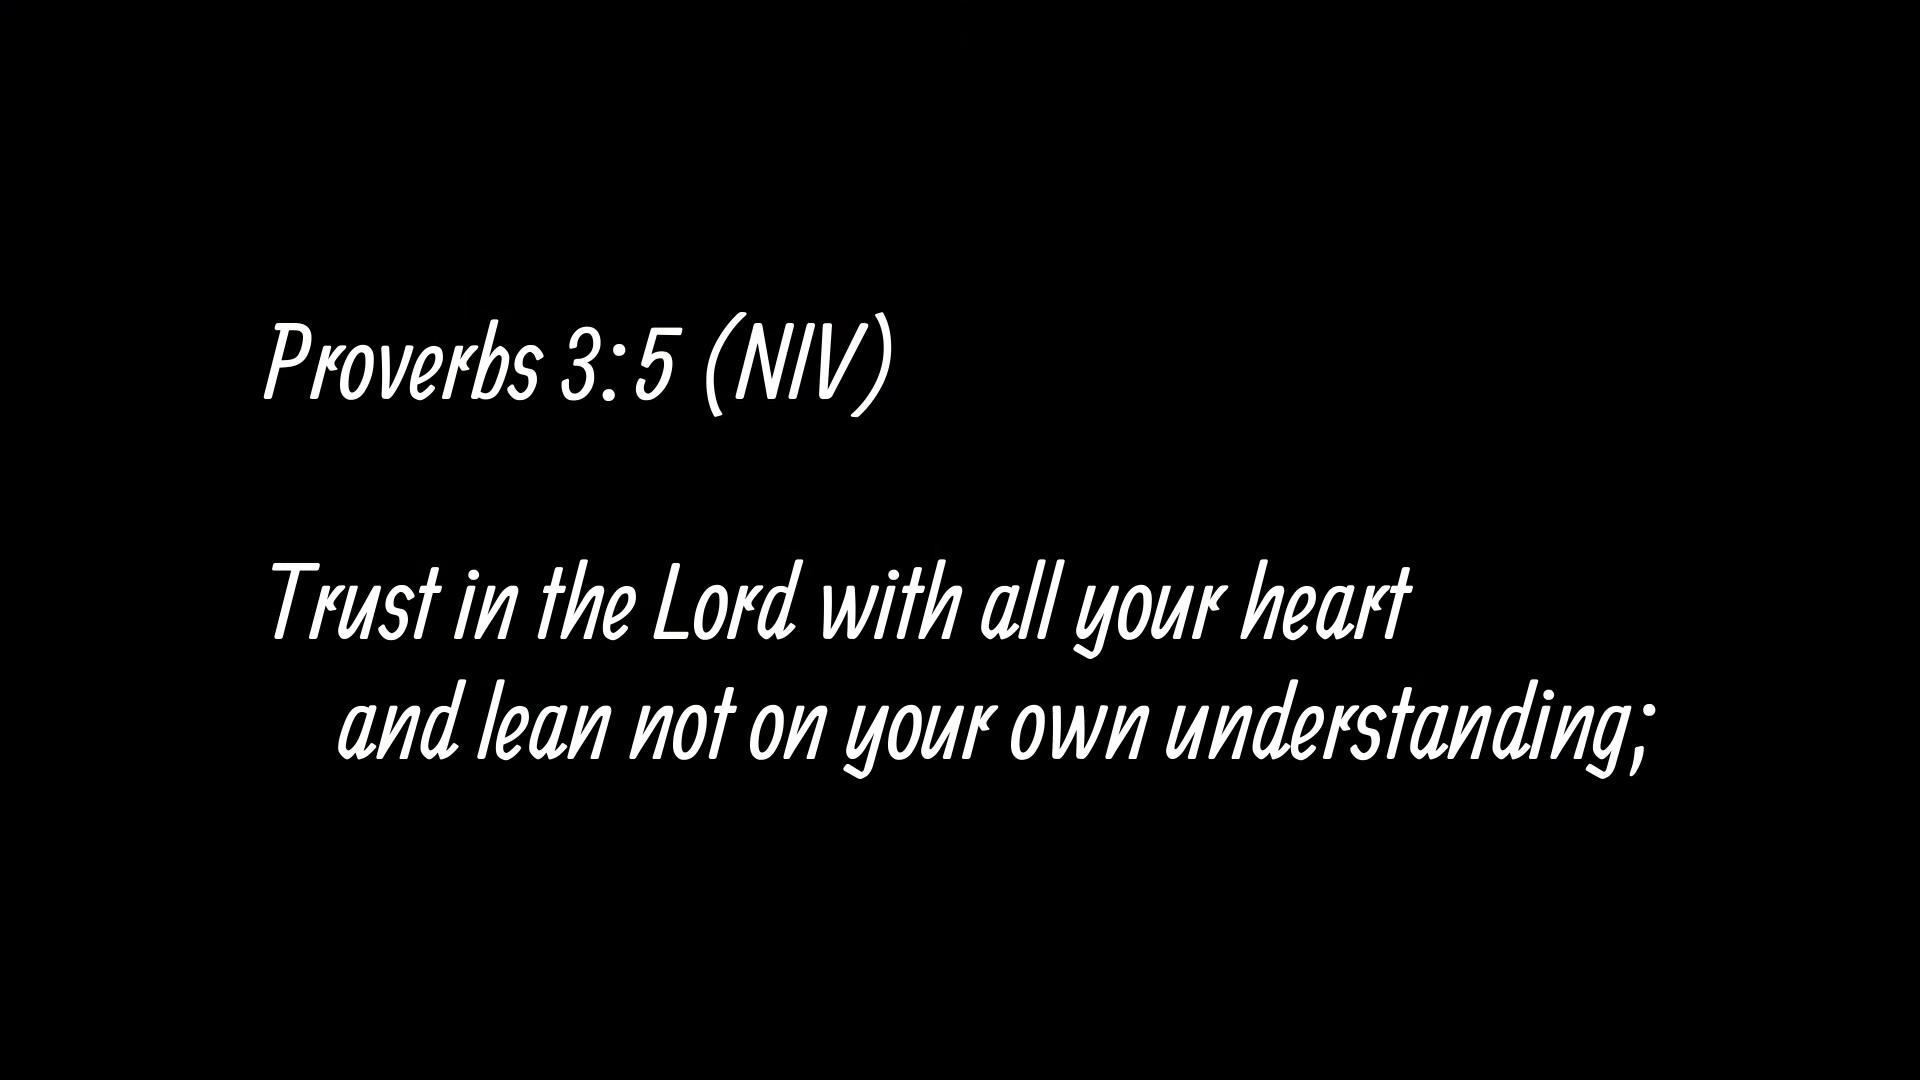 Proverbs 3:5 (NIV)
Trust in the Lord with all your heart
and lean not on your own understanding;